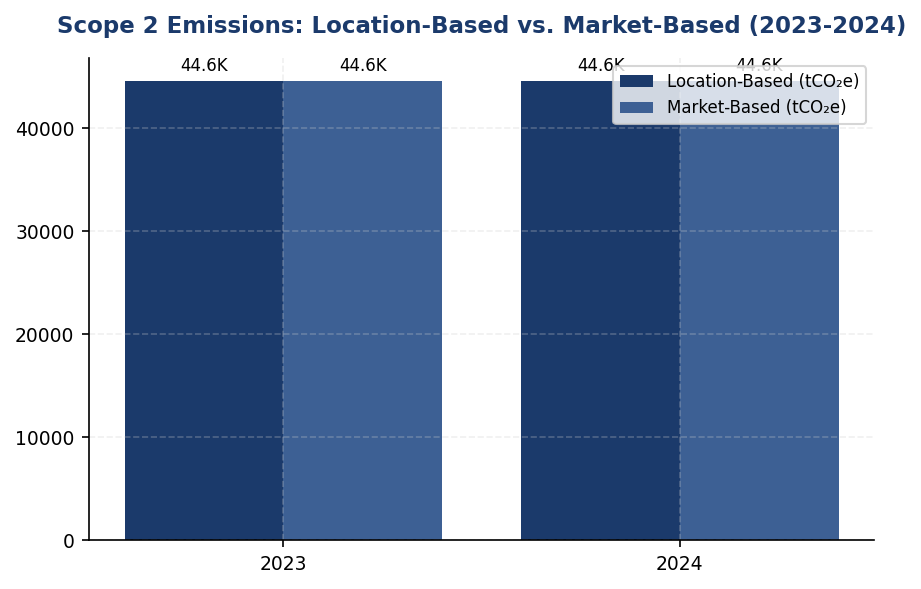 Scope 2 Emissions: Location-Based vs. Market-Based (2023-2024)
44.6K 44.6K 44.6K 44.6K
Location-Based (tCO₂e)
Market-Based (tCO₂e)
40000
30000
20000
10000
0
2023 2024